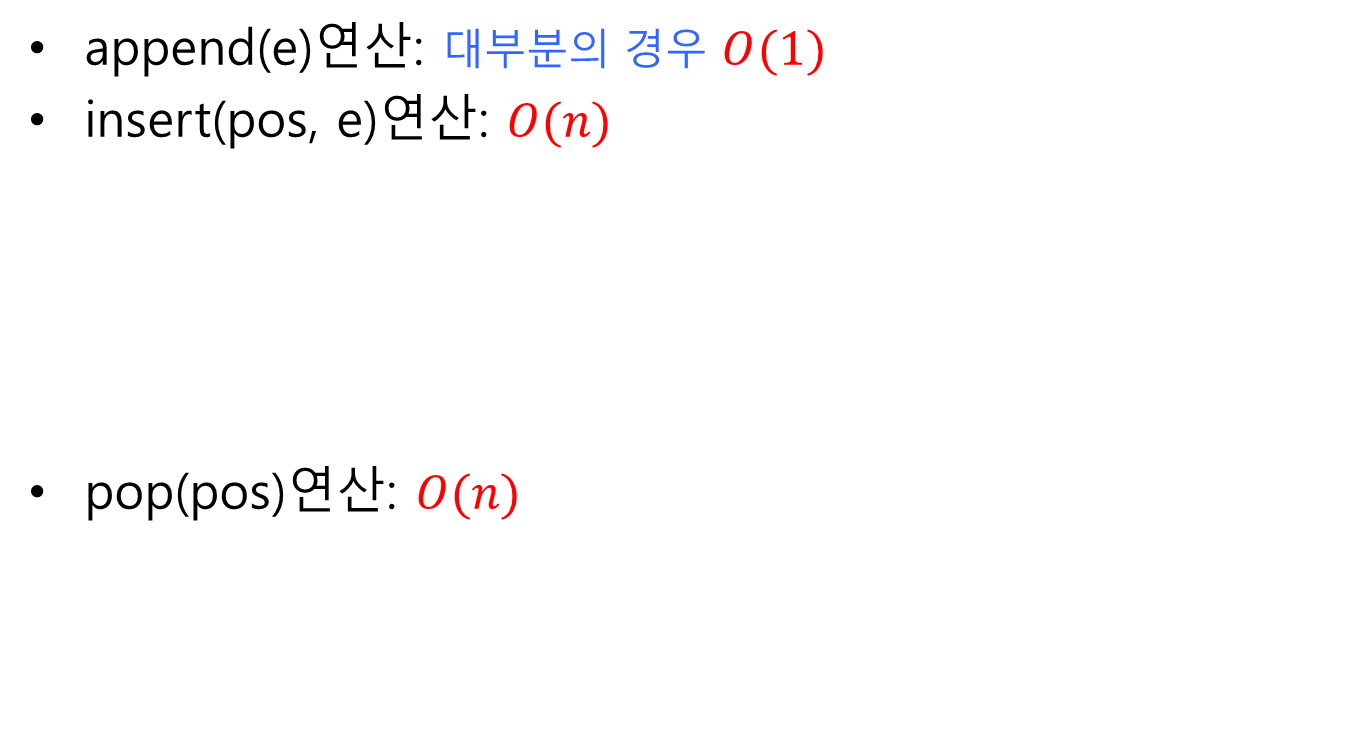 • append(e)연산: 대부분의 경우 O(1)
• insert(pos, e)연산: O(n)
• pop(pos)연산: O(n)